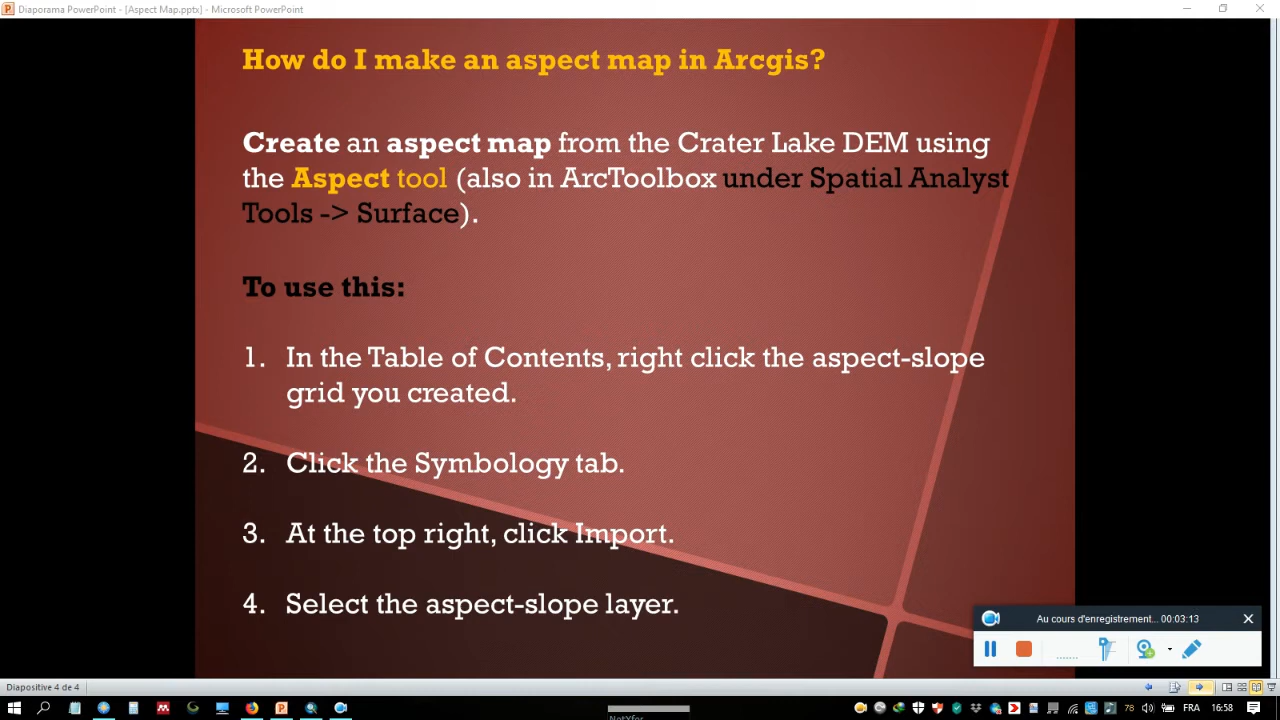 Diaporama PowerPoint - [Aspect Map.pptx] - Microsoft PowerPoint
How do I make an aspect map in Arcgis?
Create an aspect map from the Crater Lake DEM using
the Aspect tool (also in ArcToolbox under Spatial Analyst
Tools -> Surface).
To use this:
1. In the Table of Contents, right click the aspect-slope
grid you created.
2. Click the Symbology tab.
3. At the top right, click Import.
4. Select the aspect-slope layer.
Au cours d'enregistrement... 00:03:13
Diapositive 4 de 4
78
FRA
16:58